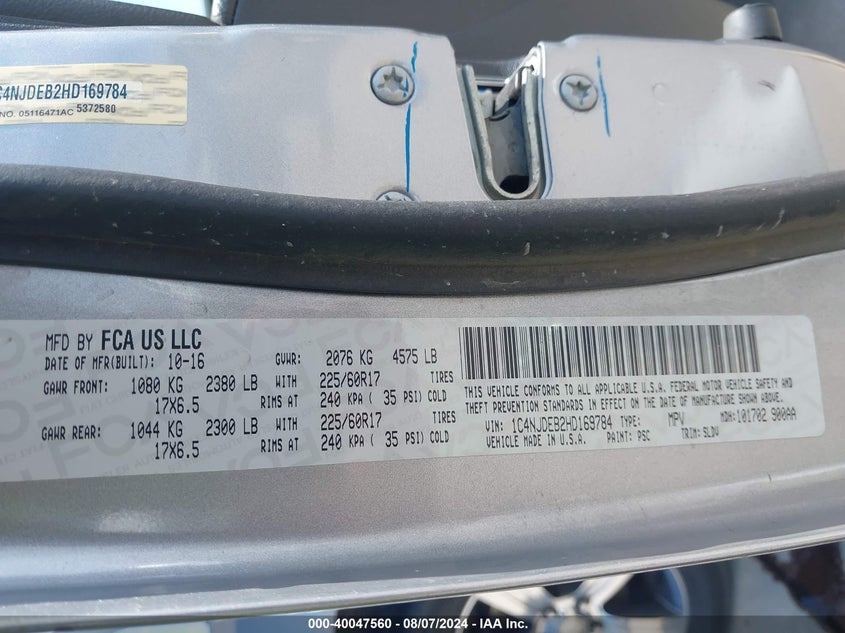 C4NJDEB2HD169784
NO. 05116471AC 5372580
MFD BY FCA US LLC
DATE OF MFR(BUILT): 10-16 GVWR: 2076 KG 4575 LB
GAWR FRONT: 1080 KG 2380 LB WITH 225/60R17 TIRES
17X6.5 RIMS AT 240 KPA ( 35 PSI) COLD
GAWR REAR: 1044 KG 2300 LB WITH 225/60R17 TIRES
17X6.5 RIMS AT 240 KPA ( 35 PSI) COLD
THIS VEHICLE CONFORMS TO ALL APPLICABLE U.S.A. FEDERAL MOTOR VEHICLE SAFETY AND
THEFT PREVENTION STANDARDS IN EFFECT ON THE DATE OF MANUFACTURE SHOWN ABOVE.
VIN: 1C4NJDEB2HD169784 TYPE: MPV MDH: 101702 900AA
VEHICLE MADE IN U.S.A. PAINT: PSC TRIM: SLDV
000-40047560 - 08/07/2024 - IAA Inc.